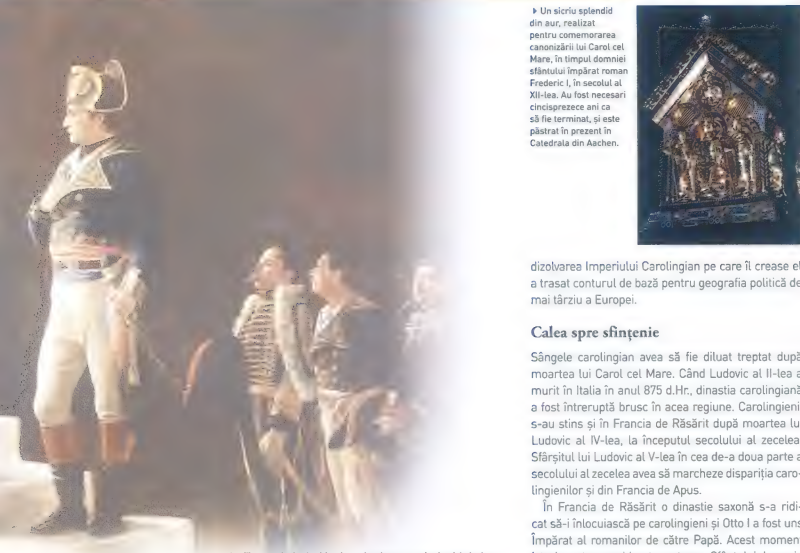 ▸ Un sicriu splendid
din aur, realizat
pentru comemorarea
canonizării lui Carol cel
Mare, în timpul domniei
sfântului împărat roman
Frederic I, în secolul al
XII-lea. Au fost necesari
cincisprezece ani ca
să fie terminat, și este
păstrat în prezent în
Catedrala din Aachen.
dizolvarea Imperiului Carolingian pe care îl crease el
a trasat conturul de bază pentru geografia politică de
mai târziu a Europei.
Calea spre sfințenie
Sângele carolingian avea să fie diluat treptat după
moartea lui Carol cel Mare. Când Ludovic al II-lea a
murit în Italia în anul 875 d.Hr., dinastia carolingiană
a fost întreruptă brusc în acea regiune. Carolingieni
s-au stins și în Francia de Răsărit după moartea lu
Ludovic al IV-lea, la începutul secolului al zecelea
Sfârșitul lui Ludovic al V-lea în cea de-a doua parte a
secolului al zecelea avea să marcheze dispariția caro-
lingienilor și din Francia de Apus.
În Francia de Răsărit o dinastie saxonă s-a ridi-
cat să-i înlocuiască pe carolingieni și Otto I a fost uns
Împărat al romanilor de către Papă. Acest momen